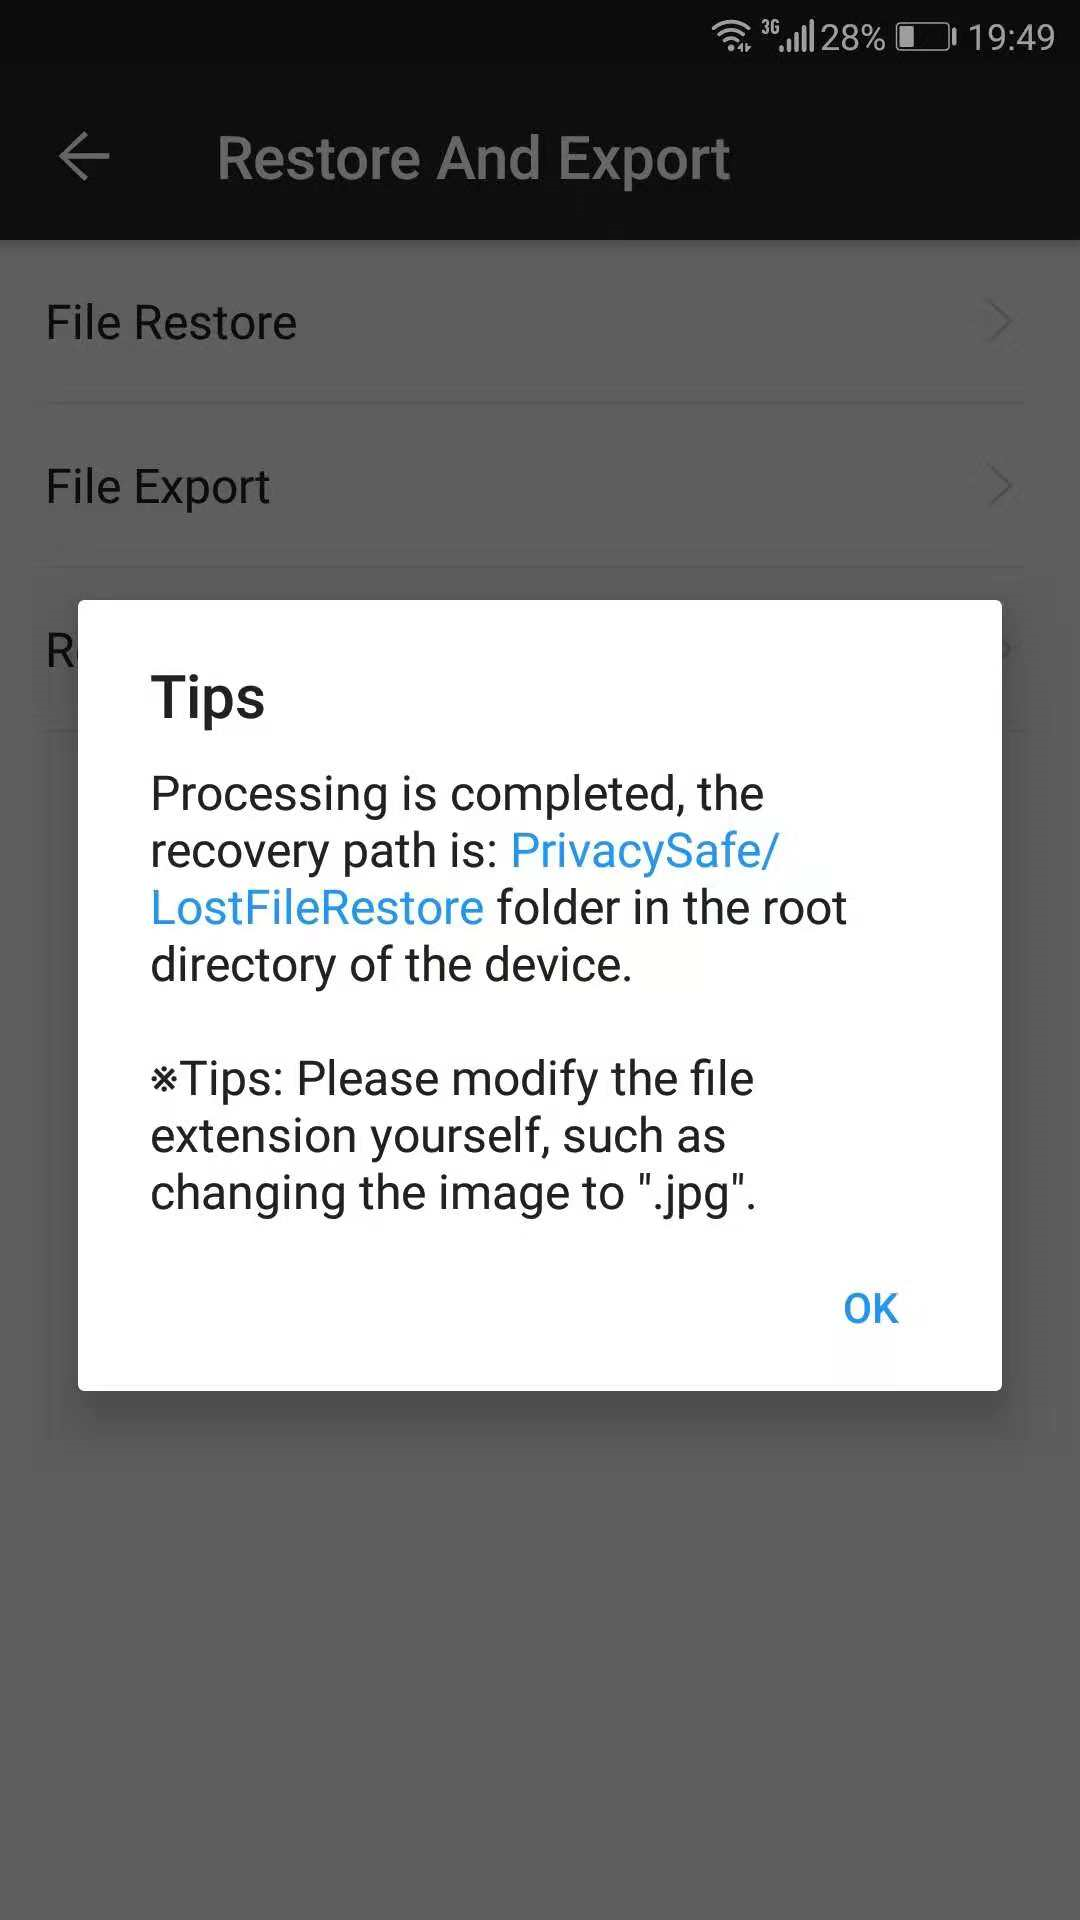 3G 28% 19:49
Restore And Export
File Restore
File Export
Tips
Processing is completed, the
recovery path is: PrivacySafe/
LostFileRestore folder in the root
directory of the device.
※Tips: Please modify the file
extension yourself, such as
changing the image to ".jpg".
OK